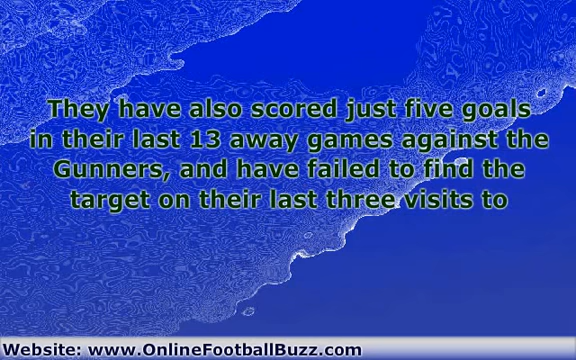 They have also scored just five goals
in their last 13 away games against the
Gunners, and have failed to find the
target on their last three visits to
Website: www.OnlineFootballBuzz.com